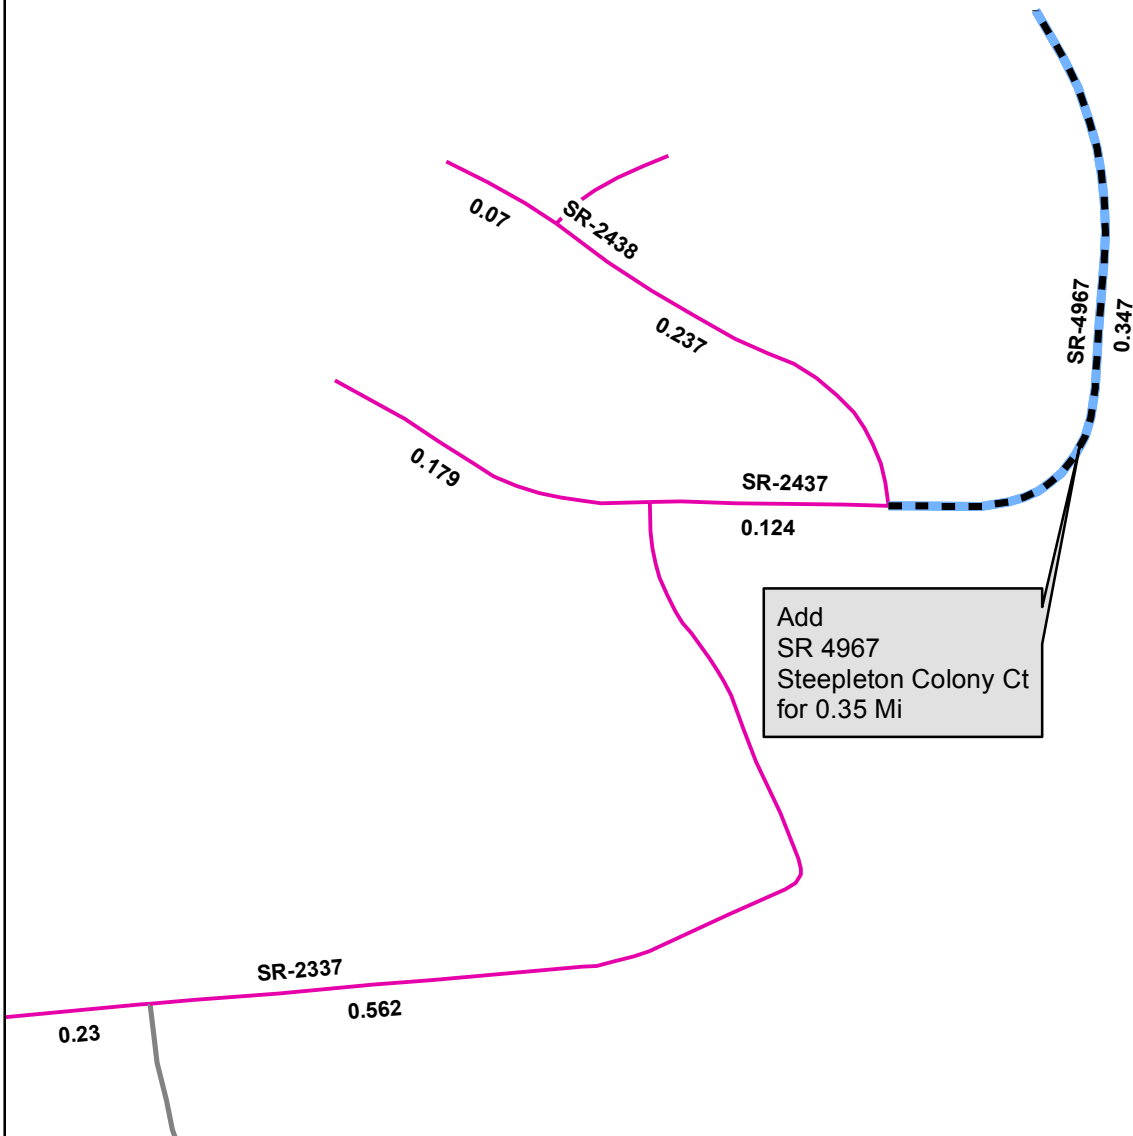 0.07
SR-2438
0.237
SR-4967
0.347
0.179
SR-2437
0.124
Add
SR 4967
Steepleton Colony Ct
for 0.35 Mi
SR-2337
0.562
0.23